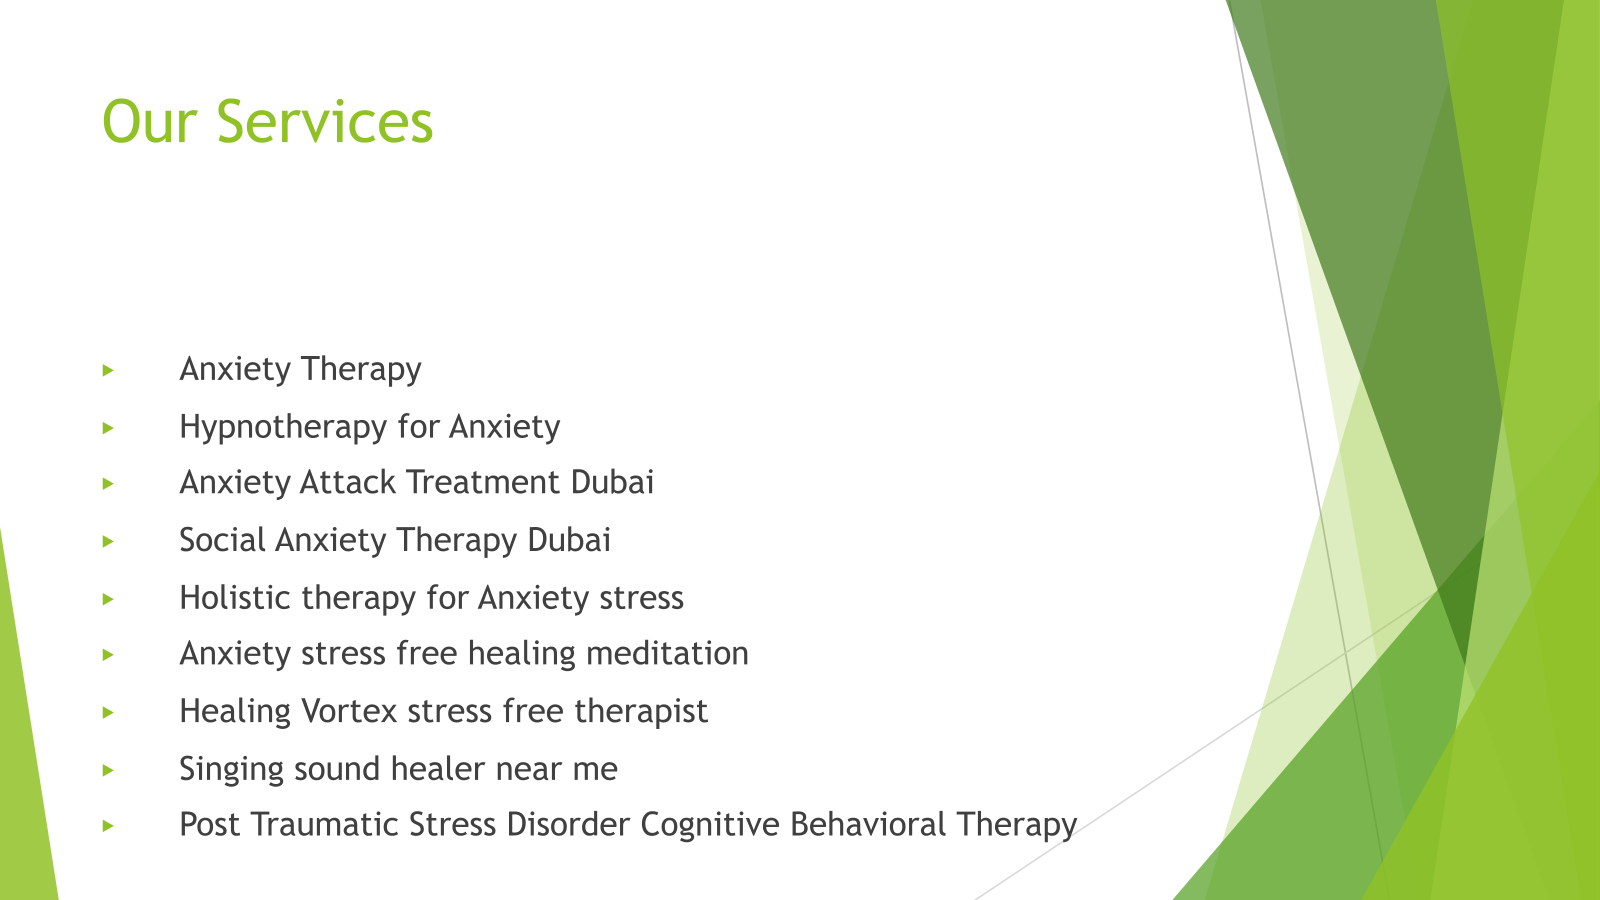 Our Services
Anxiety Therapy
Hypnotherapy for Anxiety
Anxiety Attack Treatment Dubai
Social Anxiety Therapy Dubai
Holistic therapy for Anxiety stress
Anxiety stress free healing meditation
Healing Vortex stress free therapist
Singing sound healer near me
Post Traumatic Stress Disorder Cognitive Behavioral Therapy